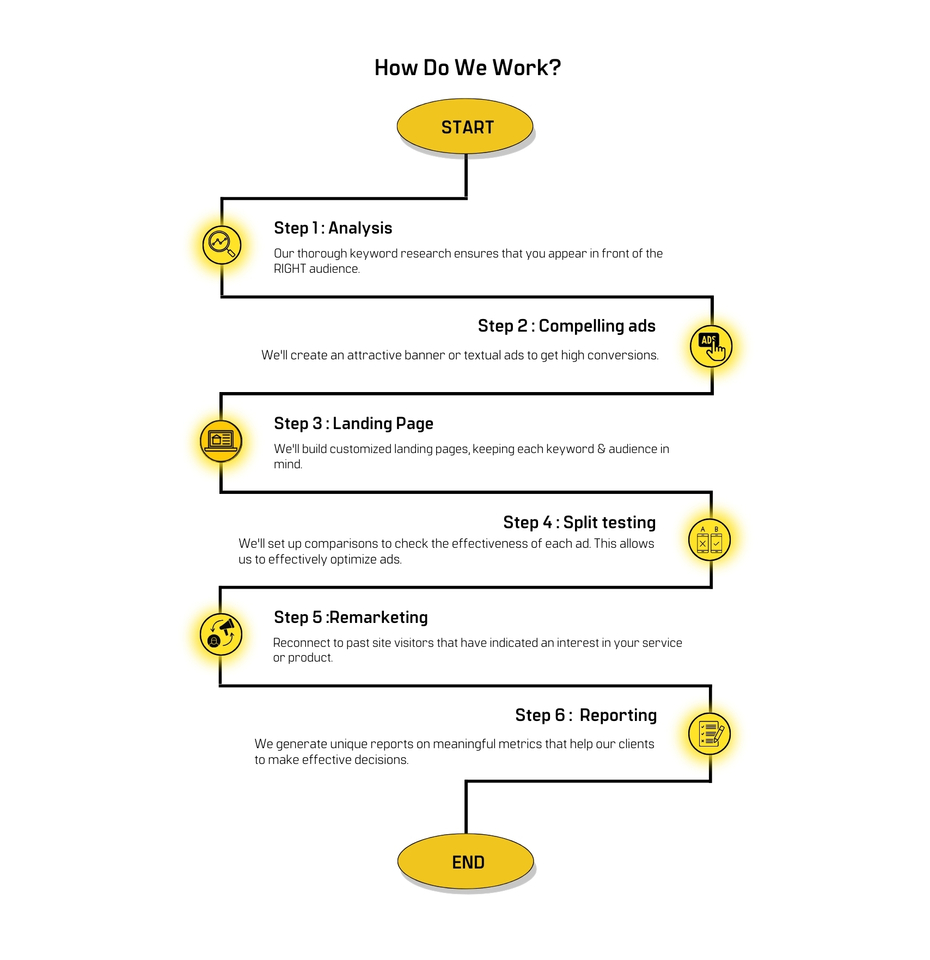 How Do We Work?
START
Step 1 : Analysis
Our thorough keyword research ensures that you appear in front of the
RIGHT audience.
Step 2 : Compelling ads
ADS
We'll create an attractive banner or textual ads to get high conversions.
Step 3 : Landing Page
We'll build customized landing pages, keeping each keyword & audience in
mind.
Step 4 : Split testing
A B
We'll set up comparisons to check the effectiveness of each ad. This allows
us to effectively optimize ads.
Step 5 :Remarketing
Reconnect to past site visitors that have indicated an interest in your service
or product.
Step 6 : Reporting
We generate unique reports on meaningful metrics that help our clients
to make effective decisions.
END